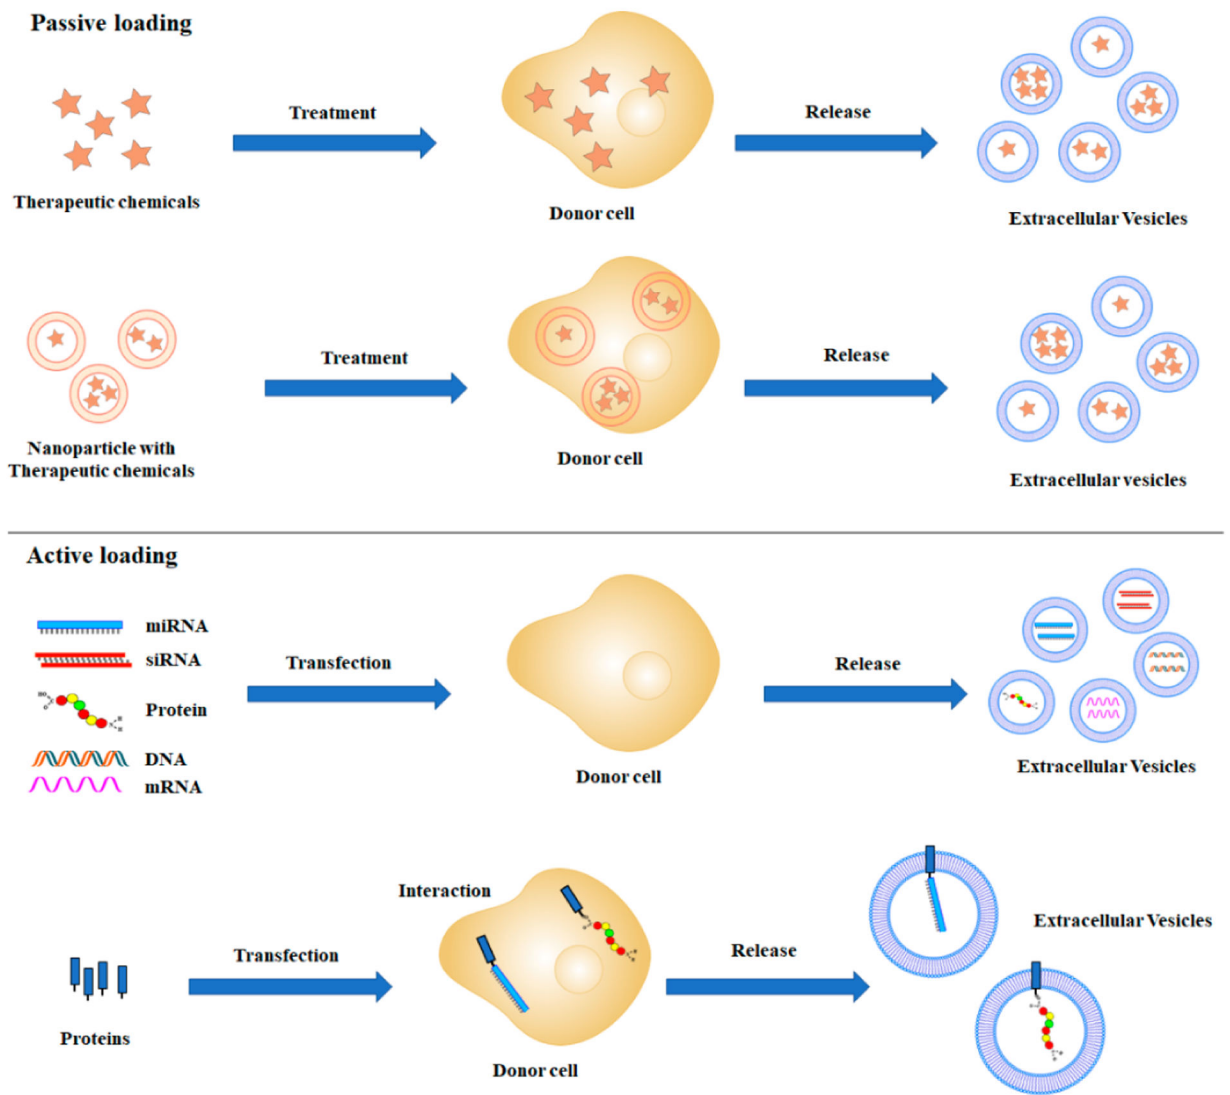 Passive loading
Treatment
Release
Therapeutic chemicals
Donor cell
Extracellular Vesicles
Treatment
Release
Nanoparticle with
Therapeutic chemicals
Donor cell
Extracellular vesicles
Active loading
miRNA
siRNA
Protein
DNA
mRNA
Transfection
Release
Donor cell
Extracellular Vesicles
Interaction
Transfection
Release
Extracellular Vesicles
Proteins
Donor cell